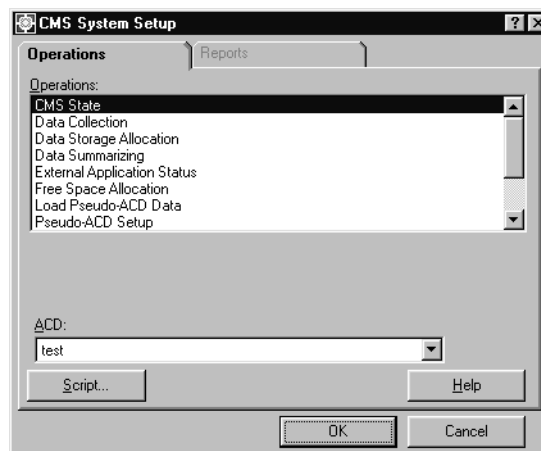 CMS System Setup
Operations
Reports
Operations:
CMS State
Data Collection
Data Storage Allocation
Data Summarizing
External Application Status
Free Space Allocation
Load Pseudo-ACD Data
Pseudo-ACD Setup
ACD:
test
Script...
Help
OK
Cancel